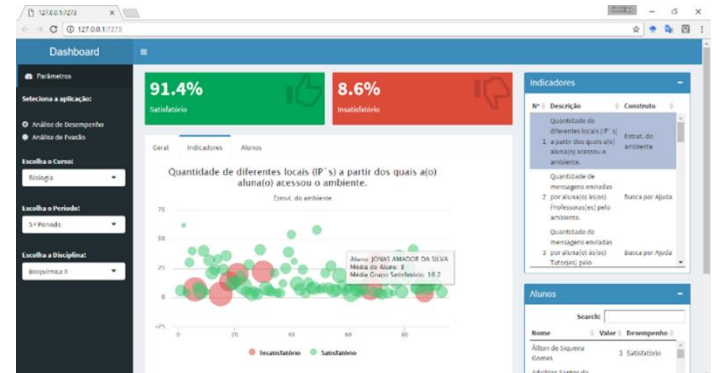 127.0.0.1:7273
127.0.0.1:7273
Dashboard
Parâmetros
Seleciona a aplicação:
Análise de Desempenho
Análise de Evasão
Escolha o Curso:
Biologia
Escolha o Periodo:
5º Periodo
Escolha a Disciplina:
Bioquímica II
91.4%
Satisfatório
8.6%
Insatisfatório
Geral Indicadores Alunos
Quantidade de diferentes locais (IP´s) a partir dos quais a(o)
aluna(o) acessou o ambiente.
Estrut. do ambiente
75
50
25
0
-25
0 20 40 60 80
Aluno: JONAS AMADOR DA SILVA
Média do Aluno: 8
Média Grupo Satisfatório: 16.2
Insatisfatório Satisfatório
Indicadores
Nº Descrição Construto
Quantidade de
diferentes locais (IP´s)
1 a partir dos quais a(o) Estrut. do
aluna(o) acessou o ambiente
ambiente.
Quantidade de
mensagens enviadas
2 por aluna(o) às(os) Busca por Ajuda
Professoras(es) pelo
ambiente.
Quantidade de
mensagens enviadas
3 por aluna(o) às(os) Busca por Ajuda
Tutor(es) pelo
Alunos
Search:
Nome Valor Desempenho
Ailton de Siqueira
Gomes 3 Satisfatório